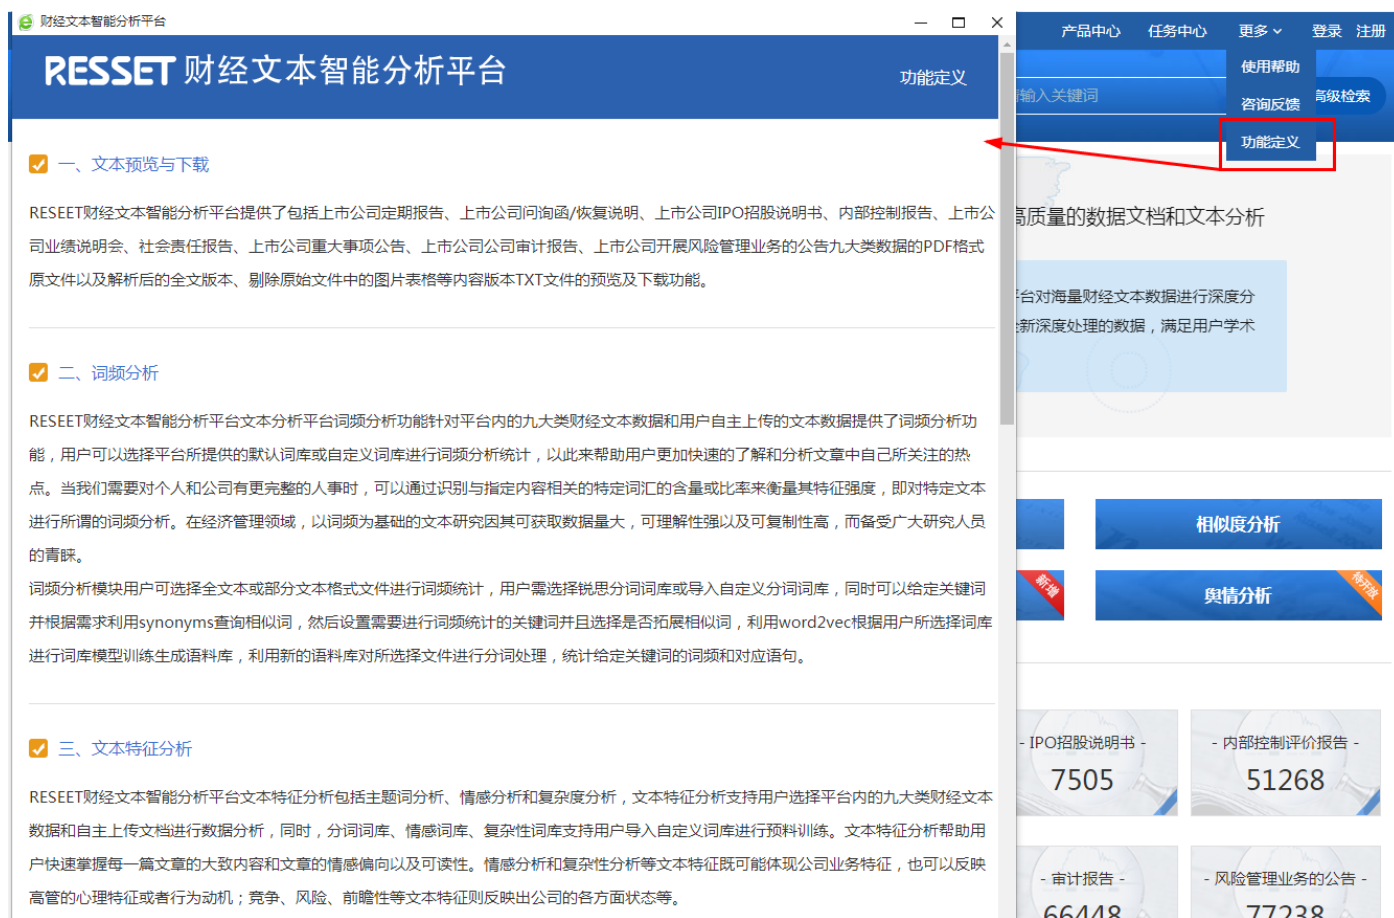 财经文本智能分析平台
RESSET 财经文本智能分析平台
功能定义
一、文本预览与下载
RESEET财经文本智能分析平台提供了包括上市公司定期报告、上市公司问询函/恢复说明、上市公司IPO招股说明书、内部控制报告、上市公
司业绩说明会、社会责任报告、上市公司重大事项公告、上市公司公司审计报告、上市公司开展风险管理业务的公告九大类数据的PDF格式
原文件以及解析后的全文版本、剔除原始文件中的图片表格等内容版本TXT文件的预览及下载功能。
二、词频分析
RESEET财经文本智能分析平台文本分析平台词频分析功能针对平台内的九大类财经文本数据和用户自主上传的文本数据提供了词频分析功
能，用户可以选择平台所提供的默认词库或自定义词库进行词频分析统计，以此来帮助用户更加快速的了解和分析文章中自己所关注的热
点。当我们需要对个人和公司有更完整的人事时，可以通过识别与指定内容相关的特定词汇的含量或比率来衡量其特征强度，即对特定文本
进行所谓的词频分析。在经济管理领域，以词频为基础的文本研究因其可获取数据量大，可理解性强以及可复制性高，而备受广大研究人员
的青睐。
词频分析模块用户可选择全文本或部分文本格式文件进行词频统计，用户需选择锐思分词词库或导入自定义分词词库，同时可以给定关键词
并根据需求利用synonyms查询相似词，然后设置需要进行词频统计的关键词并且选择是否拓展相似词，利用word2vec根据用户所选择词库
进行词库模型训练生成语料库，利用新的语料库对所选择文件进行分词处理，统计给定关键词的词频和对应语句。
三、文本特征分析
RESEET财经文本智能分析平台文本特征分析包括主题词分析、情感分析和复杂度分析，文本特征分析支持用户选择平台内的九大类财经文本
数据和自主上传文档进行数据分析，同时，分词词库、情感词库、复杂性词库支持用户导入自定义词库进行预料训练。文本特征分析帮助用
户快速掌握每一篇文章的大致内容和文章的情感偏向以及可读性。情感分析和复杂性分析等文本特征既可能体现公司业务特征，也可以反映
高管的心理特征或者行为动机；竞争、风险、前瞻性等文本特征则反映出公司的各方面状态等。
产品中心 任务中心 更多 登录 注册
使用帮助
输入关键词
咨询反馈
高级检索
功能定义
高质量的数据文档和文本分析
台对海量财经文本数据进行深度分
新深度处理的数据，满足用户学术
相似度分析
新增
舆情分析
待开放
- IPO招股说明书 -
7505
- 内部控制评价报告 -
51268
- 审计报告 -
66448
- 风险管理业务的公告 -
77238